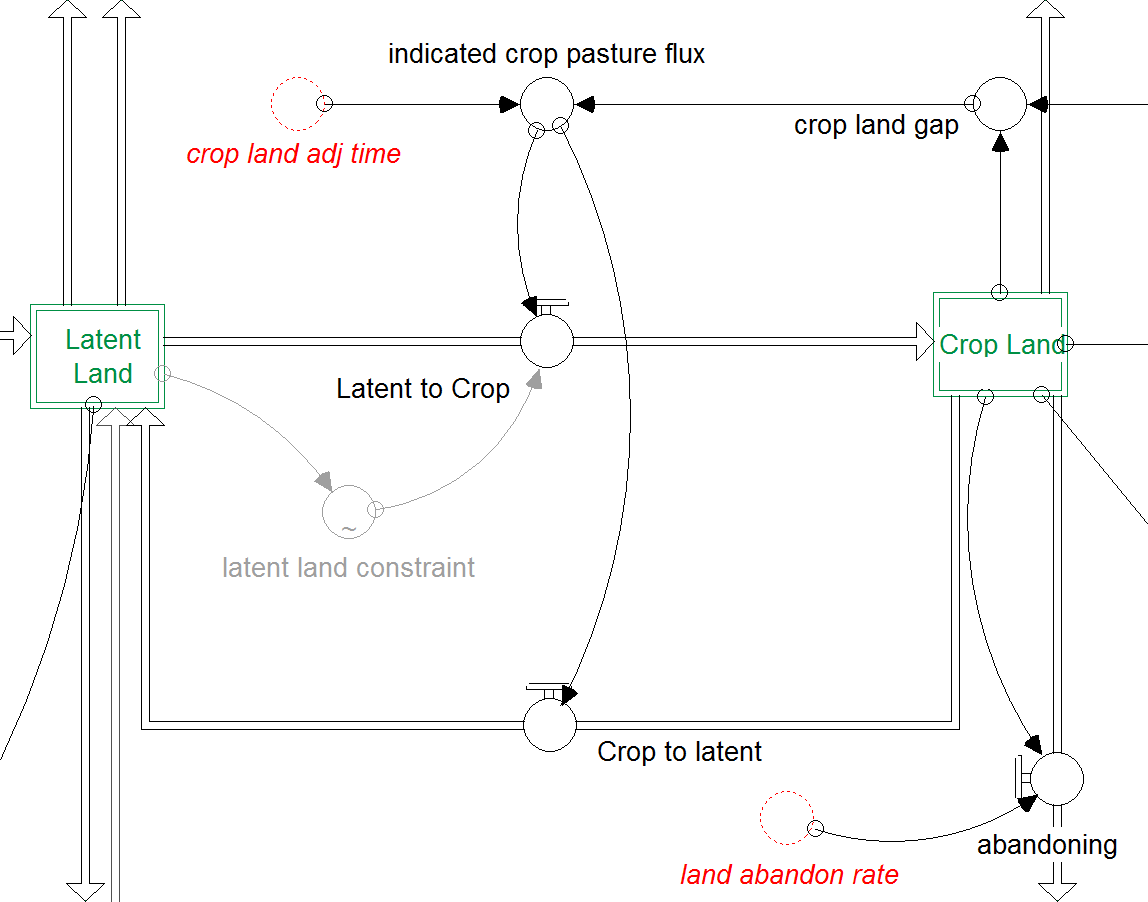 indicated crop pasture flux
crop land gap
crop land adj time
Latent
Land
Crop Land
Latent to Crop
~
latent land constraint
Crop to latent
abandoning
land abandon rate